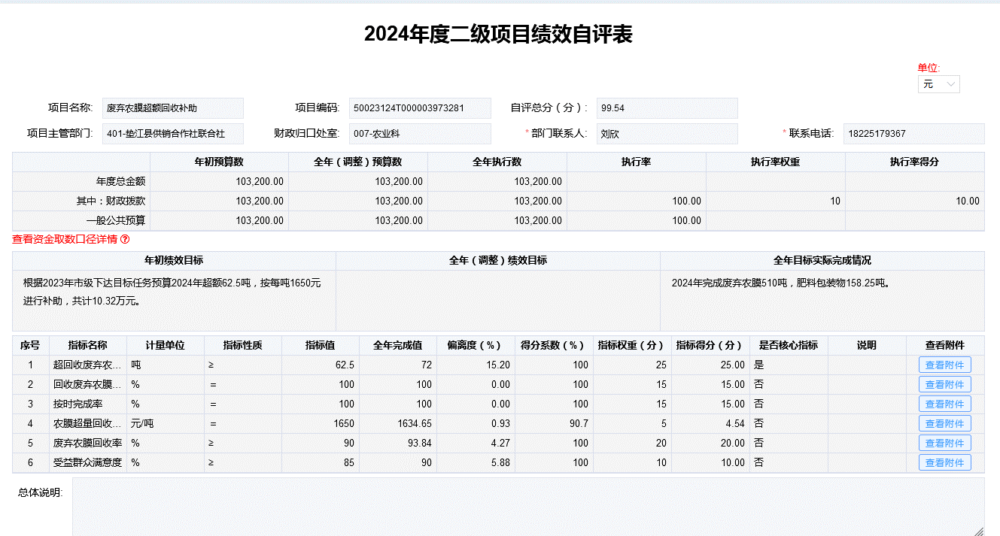 2024年度二级项目绩效自评表
单位:
元
项目名称: 废弃农膜超额回收补助 项目编码: 50023124T000003973281 自评总分（分）: 99.54
项目主管部门: 401-垫江县供销合作社联合社 财政归口处室: 007-农业科 *部门联系人: 刘欣 *联系电话: 18225179367
年初预算数 全年（调整）预算数 全年执行数 执行率 执行率权重 执行率得分
年度总金额 103,200.00 103,200.00 103,200.00
其中：财政拨款 103,200.00 103,200.00 103,200.00 100.00 10 10.00
一般公共预算 103,200.00 103,200.00 103,200.00 100.00
查看资金取数口径详情 ?
年初绩效目标 全年（调整）绩效目标 全年目标实际完成情况
根据2023年市级下达目标任务预算2024年超额62.5吨，按每吨1650元 2024年完成废弃农膜510吨，肥料包装物158.25吨。
进行补助，共计10.32万元。
序号 指标名称 计量单位 指标性质 指标值 全年完成值 偏离度（%） 得分系数（%） 指标权重（分） 指标得分（分） 是否核心指标 说明 查看附件
1 超回收废弃农... 吨 ≥ 62.5 72 15.20 100 25 25.00 是 查看附件
2 回收废弃农膜... % = 100 100 0.00 100 15 15.00 否 查看附件
3 按时完成率 % = 100 100 0.00 100 15 15.00 否 查看附件
4 农膜超量回收... 元/吨 = 1650 1634.65 0.93 90.7 5 4.54 否 查看附件
5 废弃农膜回收率 % ≥ 90 93.84 4.27 100 20 20.00 否 查看附件
6 受益群众满意度 % ≥ 85 90 5.88 100 10 10.00 否 查看附件
总体说明: